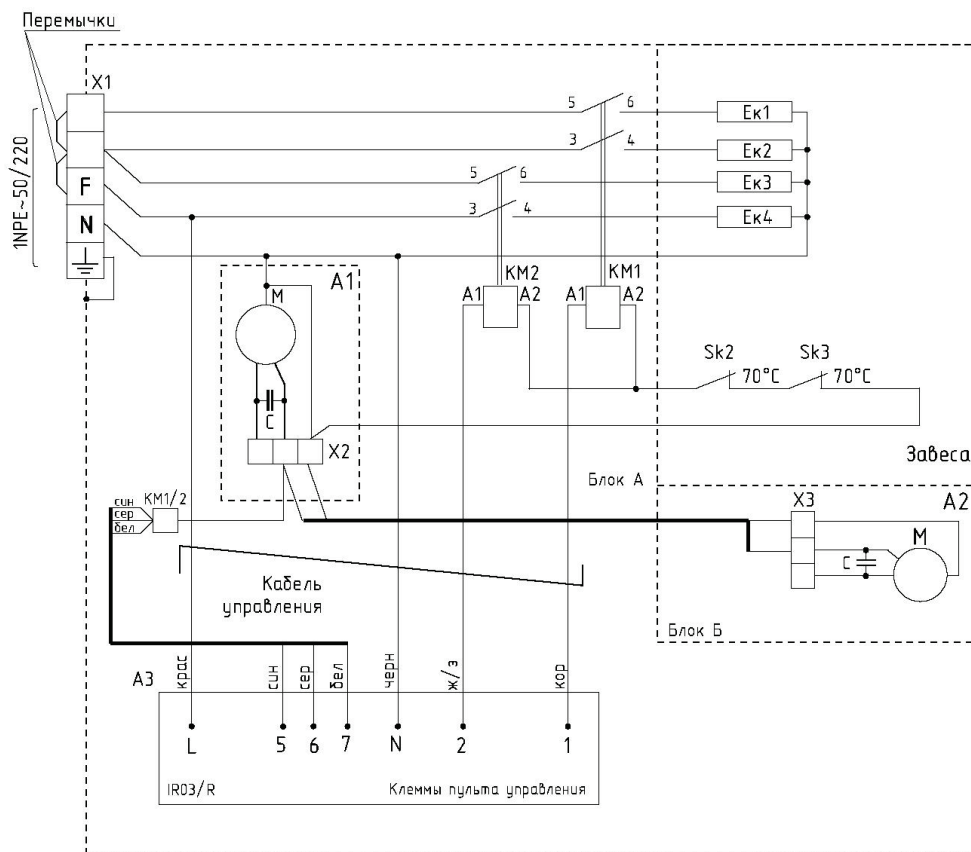 Перемычки
X1
1NPE~50/220
F
N
5
6
Ек1
3
4
Ек2
5
6
Ек3
3
4
Ек4
A1
M
C
X2
KM2
KM1
A1
A2
A1
A2
Sk2
70°C
Sk3
70°C
Завеса
Блок А
X3
A2
M
C
Блок Б
син
сер
бел
KM1/2
Кабель
управления
A3
крас
син
сер
бел
черн
ж/з
кор
L
5
6
7
N
2
1
IR03/R
Клеммы пульта управления